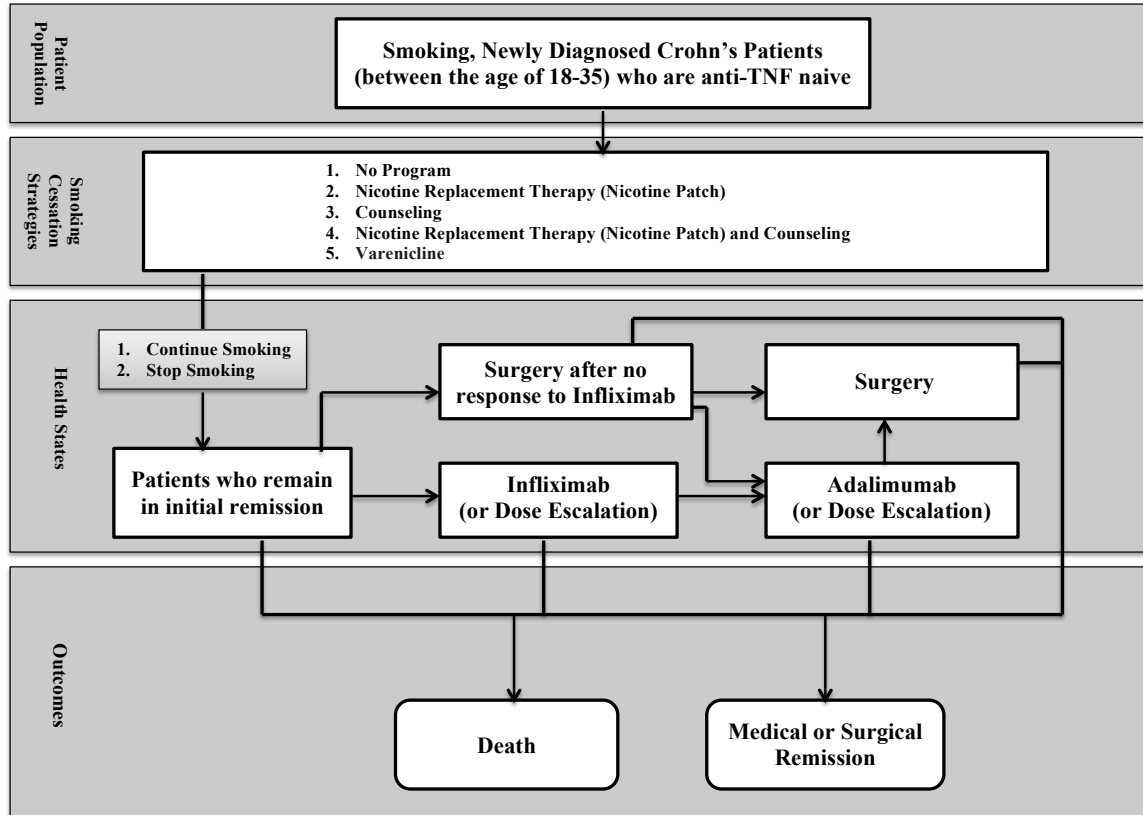 Patient
Population
Smoking, Newly Diagnosed Crohn’s Patients
(between the age of 18-35) who are anti-TNF naive
Smoking
Cessation
Strategies
1. No Program
2. Nicotine Replacement Therapy (Nicotine Patch)
3. Counseling
4. Nicotine Replacement Therapy (Nicotine Patch) and Counseling
5. Varenicline
Health States
1. Continue Smoking
2. Stop Smoking
Surgery after no
response to Infliximab
Surgery
Patients who remain
in initial remission
Infliximab
(or Dose Escalation)
Adalimumab
(or Dose Escalation)
Outcomes
Death
Medical or Surgical
Remission